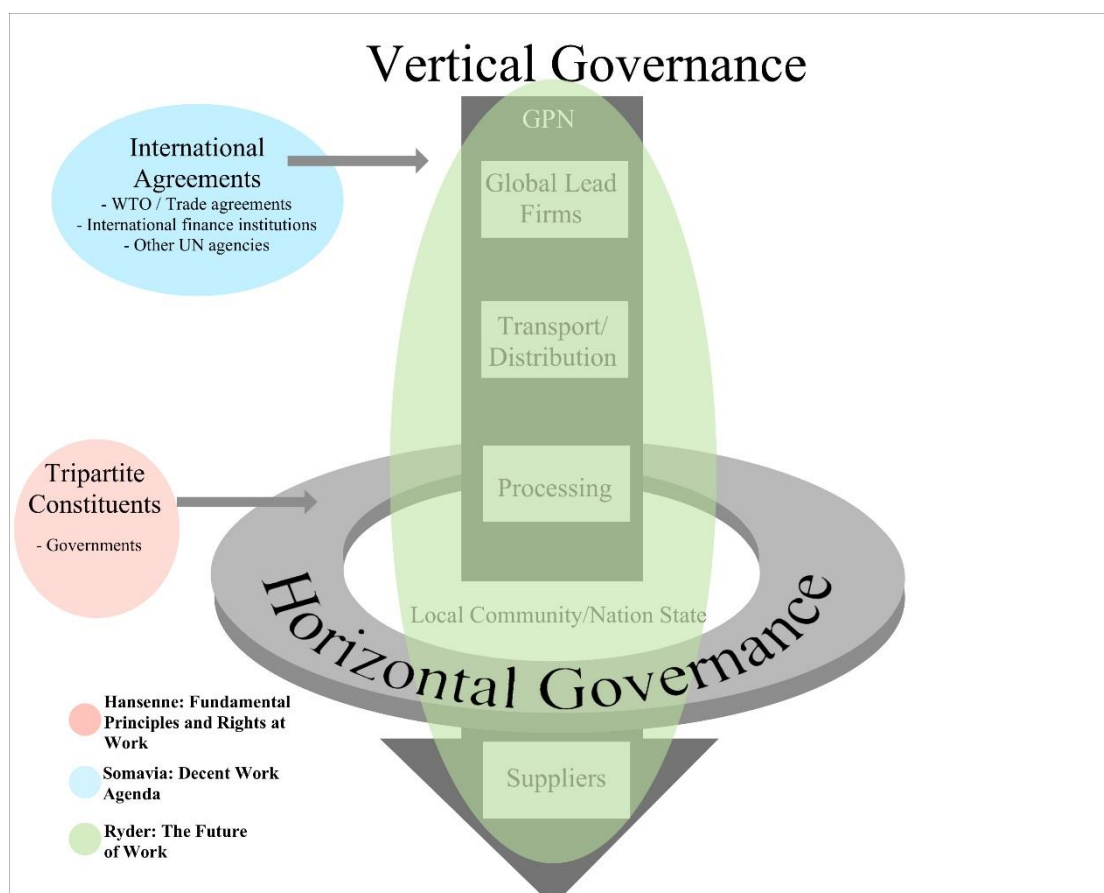 Vertical Governance
GPN
International
Agreements
- WTO / Trade agreements
- International finance institutions
- Other UN agencies
Global Lead
Firms
Transport/
Distribution
Tripartite
Constituents
- Governments
Processing
Local Community/Nation State
Horizontal Governance
Hansenne: Fundamental
Principles and Rights at
Work
Somavia: Decent Work
Agenda
Ryder: The Future
of Work
Suppliers